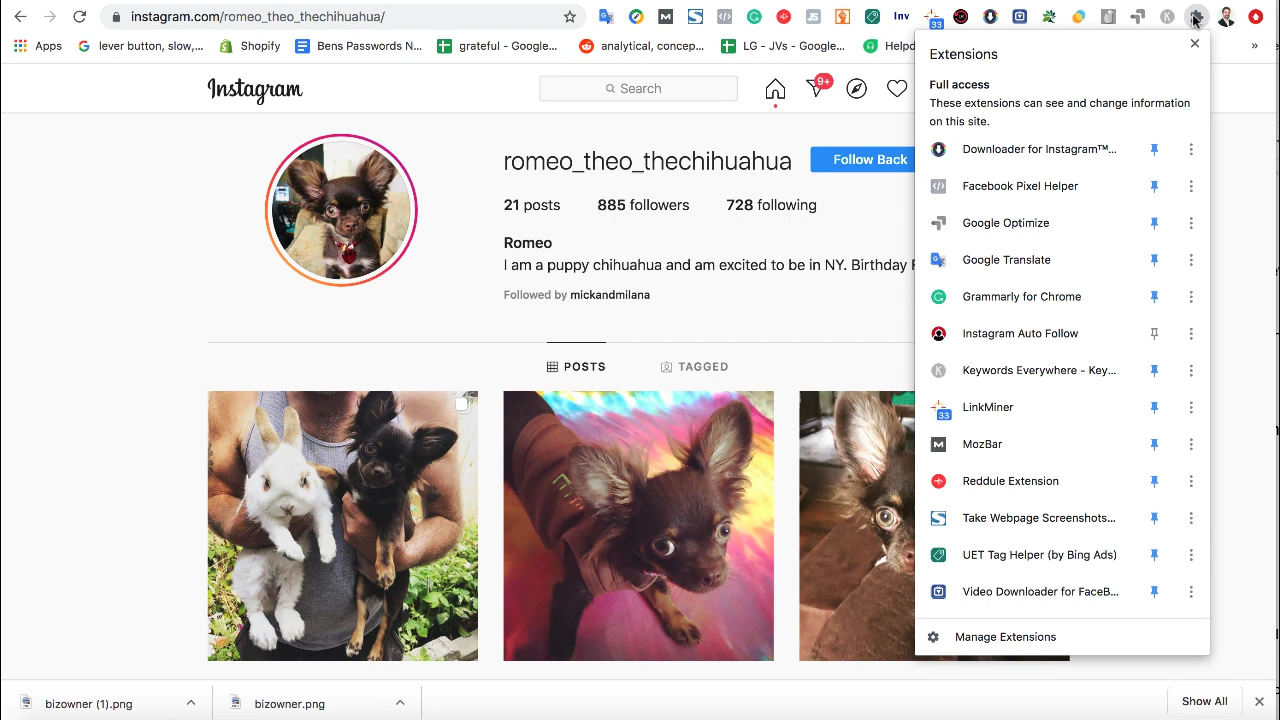 instagram.com/romeo_theo_thechihuahua/
Inv
33
Apps
lever button, slow,...
Shopify
Bens Passwords N...
grateful - Google...
analytical, concep...
LG - JVs - Google...
Helpd
»
Instagram
Search
9+
romeo_theo_thechihuahua
Follow Back
21 posts
885 followers
728 following
Romeo
I am a puppy chihuahua and am excited to be in NY. Birthday
Followed by mickandmilana
POSTS
TAGGED
Extensions
Full access
These extensions can see and change information
on this site.
Downloader for Instagram™...
Facebook Pixel Helper
Google Optimize
Google Translate
Grammarly for Chrome
Instagram Auto Follow
Keywords Everywhere - Key...
33
LinkMiner
MozBar
Reddule Extension
Take Webpage Screenshots...
UET Tag Helper (by Bing Ads)
Video Downloader for FaceB...
Manage Extensions
bizowner (1).png
bizowner.png
Show All